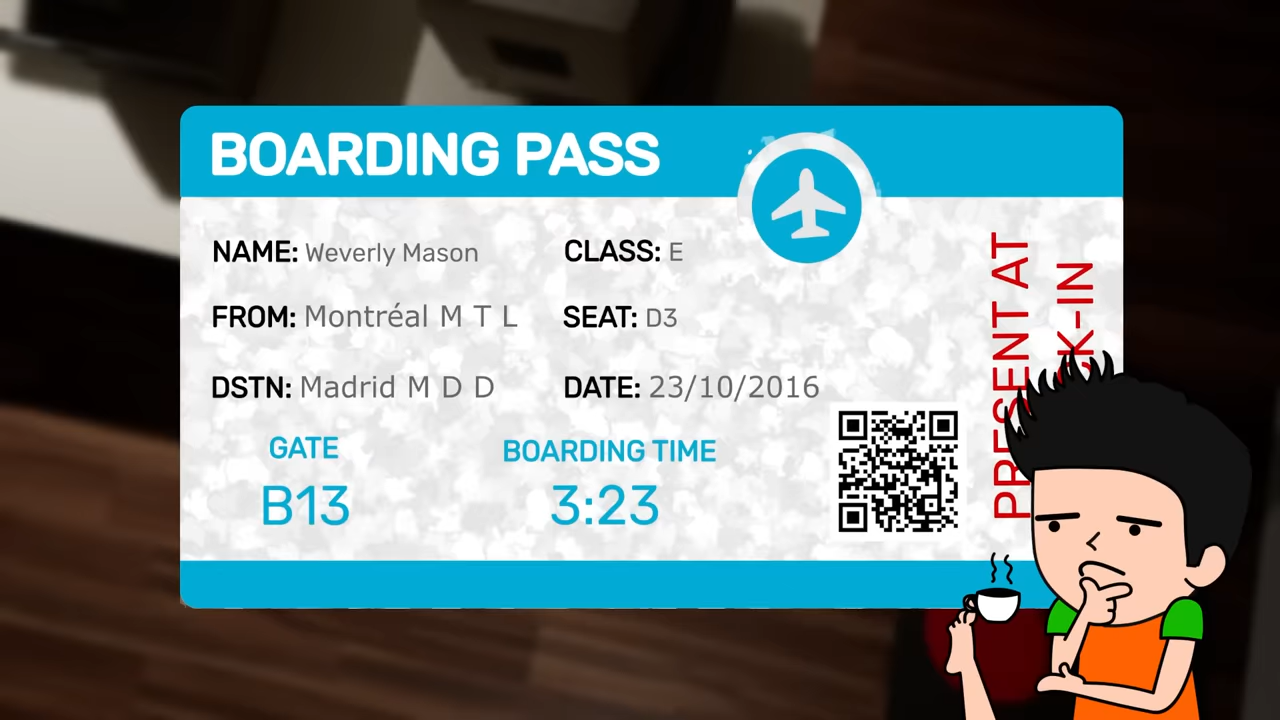 BOARDING PASS
NAME: Weverly Mason
CLASS: E
FROM: Montréal M T L
SEAT: D3
DSTN: Madrid M D D
DATE: 23/10/2016
GATE
BOARDING TIME
B13
3:23
PRESENT AT
K-IN